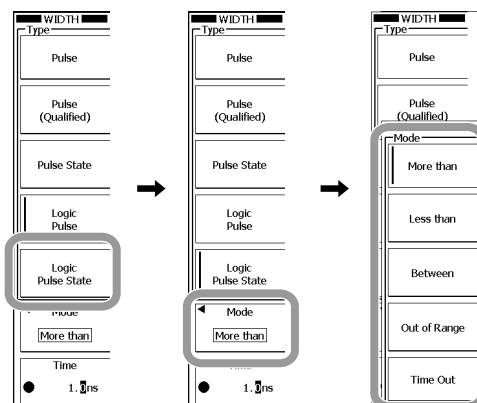 WIDTH
Type
Pulse
Pulse
(Qualified)
Pulse State
Logic
Pulse
Logic
Pulse State
Mode
More than
Time
1.0ns
WIDTH
Type
Pulse
Pulse
(Qualified)
Pulse State
Logic
Pulse
Logic
Pulse State
Mode
More than
1.0ns
WIDTH
Type
Pulse
Pulse
(Qualified)
Mode
More than
Less than
Between
Out of Range
Time Out